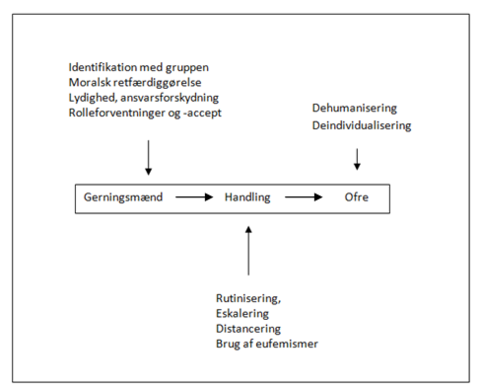 Identifikation med gruppen
Moralsk retfærdiggørelse
Lydighed, ansvarsforskydning
Rolleforventninger og -accept
Dehumanisering
Deindividualisering
Gerningsmænd
Handling
Ofre
Rutinisering,
Eskalering
Distancering
Brug af eufemismer